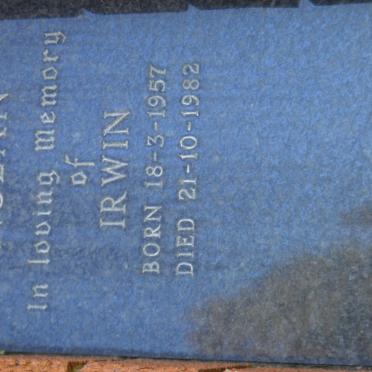 In loving memory
of
IRWIN
BORN 18-3-1957
DIED 21-10-1982